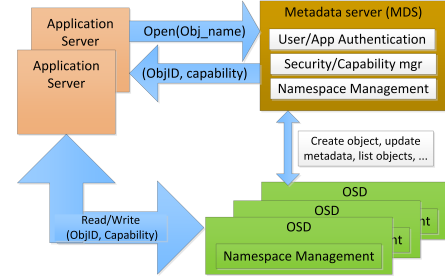 Application
Server
Application
Server
Open(Obj_name)
(ObjID, capability)
Metadata server (MDS)
User/App Authentication
Security/Capability mgr
Namespace Management
Create object, update
metadata, list objects, ...
Read/Write
(ObjID, Capability)
OSD
OSD
OSD
Namespace Management